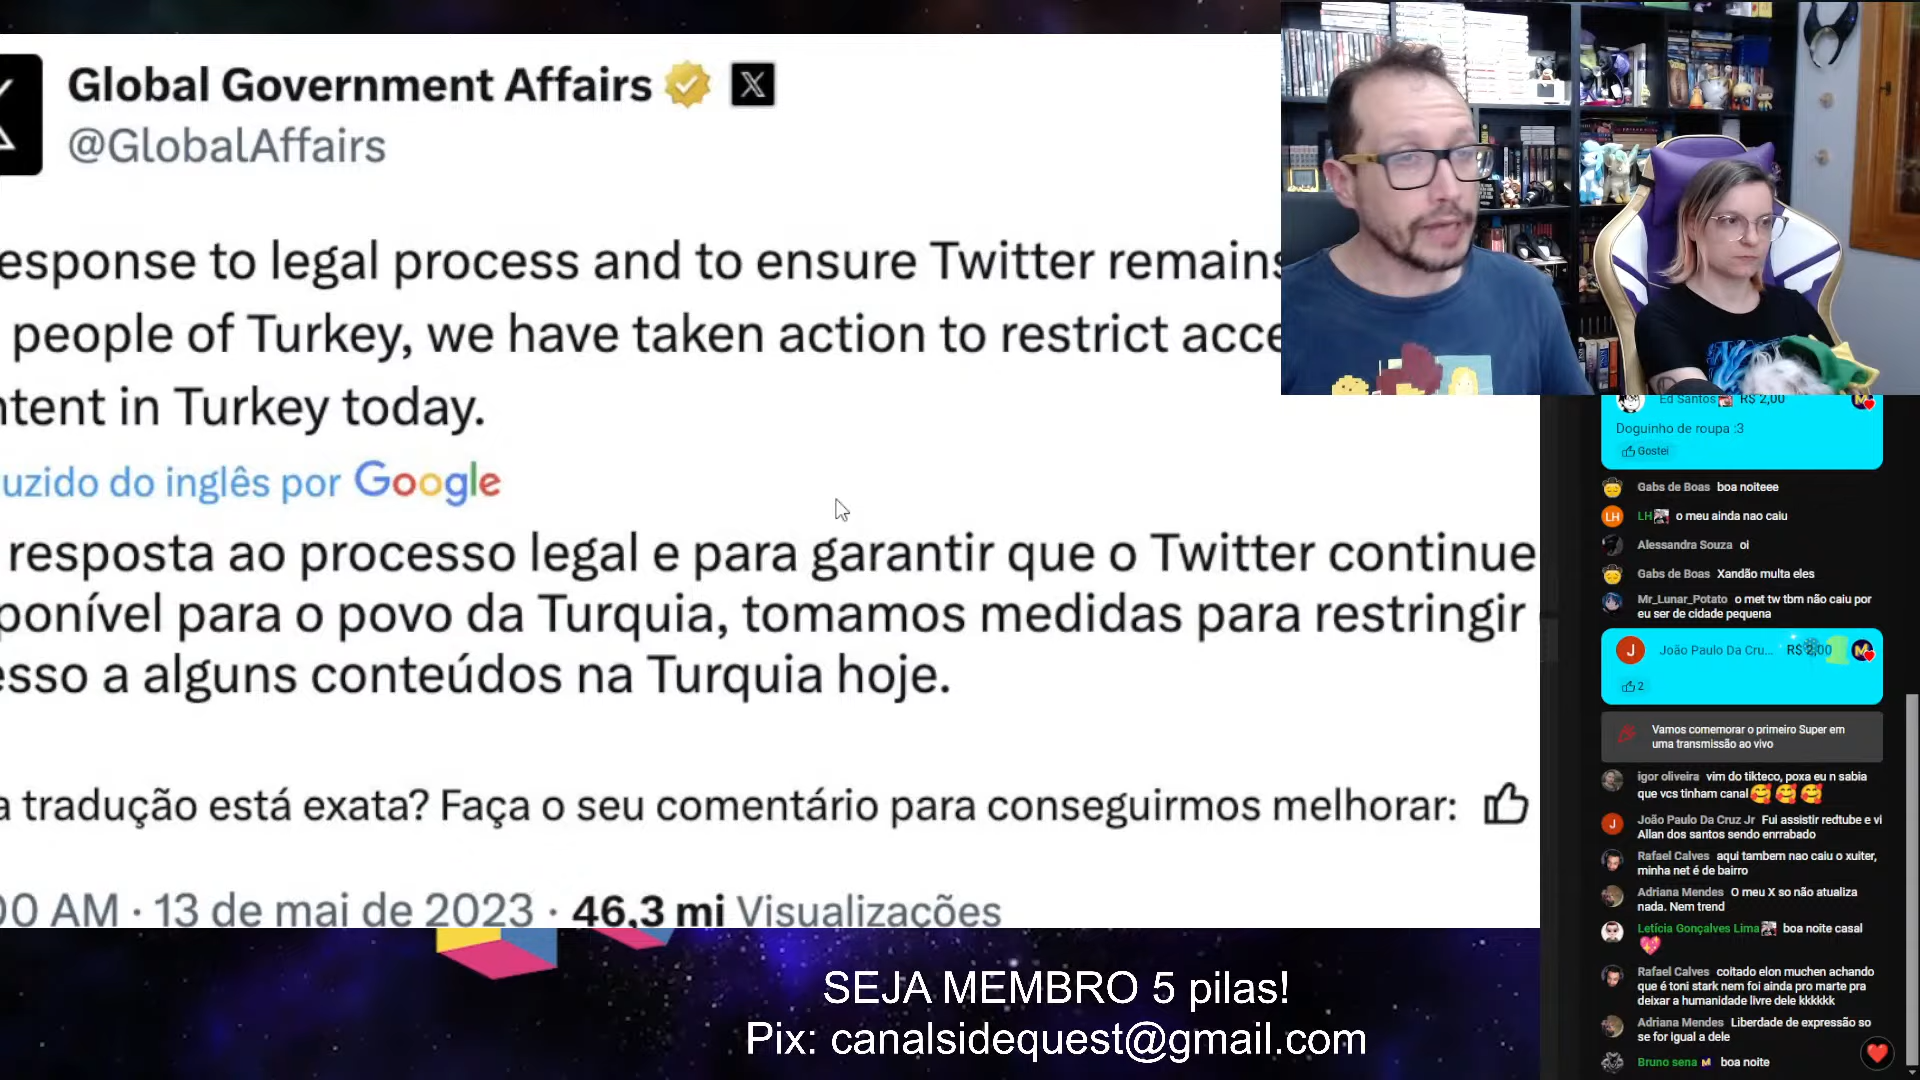 Global Government Affairs
@GlobalAffairs
esponse to legal process and to ensure Twitter remains
people of Turkey, we have taken action to restrict acce
ntent in Turkey today.
uzido do inglês por Google
resposta ao processo legal e para garantir que o Twitter continue
ponível para o povo da Turquia, tomamos medidas para restringir
esso a alguns conteúdos na Turquia hoje.
a tradução está exata? Faça o seu comentário para conseguirmos melhorar:
00 AM · 13 de mai de 2023 · 46,3 mi Visualizações
SEJA MEMBRO 5 pilas!
Pix: canalsidequest@gmail.com
Ed Santos R$ 2,00
Doguinho de roupa :3
Gostei
Gabs de Boas boa noiteee
LH LH o meu ainda nao caiu
Alessandra Souza oi
Gabs de Boas Xandão multa eles
Mr_Lunar_Potato o met tw tbm não caiu por
eu ser de cidade pequena
J João Paulo Da Cru... R$ 2,00
2
Vamos comemorar o primeiro Super em
uma transmissão ao vivo
igor oliveira vim do tikteco, poxa eu n sabia
que vcs tinham canal🥰🥰🥰
J João Paulo Da Cruz Jr Fui assistir redtube e vi
Allan dos santos sendo enrrabado
Rafael Calves aqui tambem nao caiu o xuiter,
minha net é de bairro
Adriana Mendes O meu X so não atualiza
nada. Nem trend
Letícia Gonçalves Lima boa noite casal
💖
Rafael Calves coitado elon muchen achando
que é toni stark nem foi ainda pro marte pra
deixar a humanidade livre dele kkkkkk
Adriana Mendes Liberdade de expressão so
se for igual a dele
Bruno sena boa noite